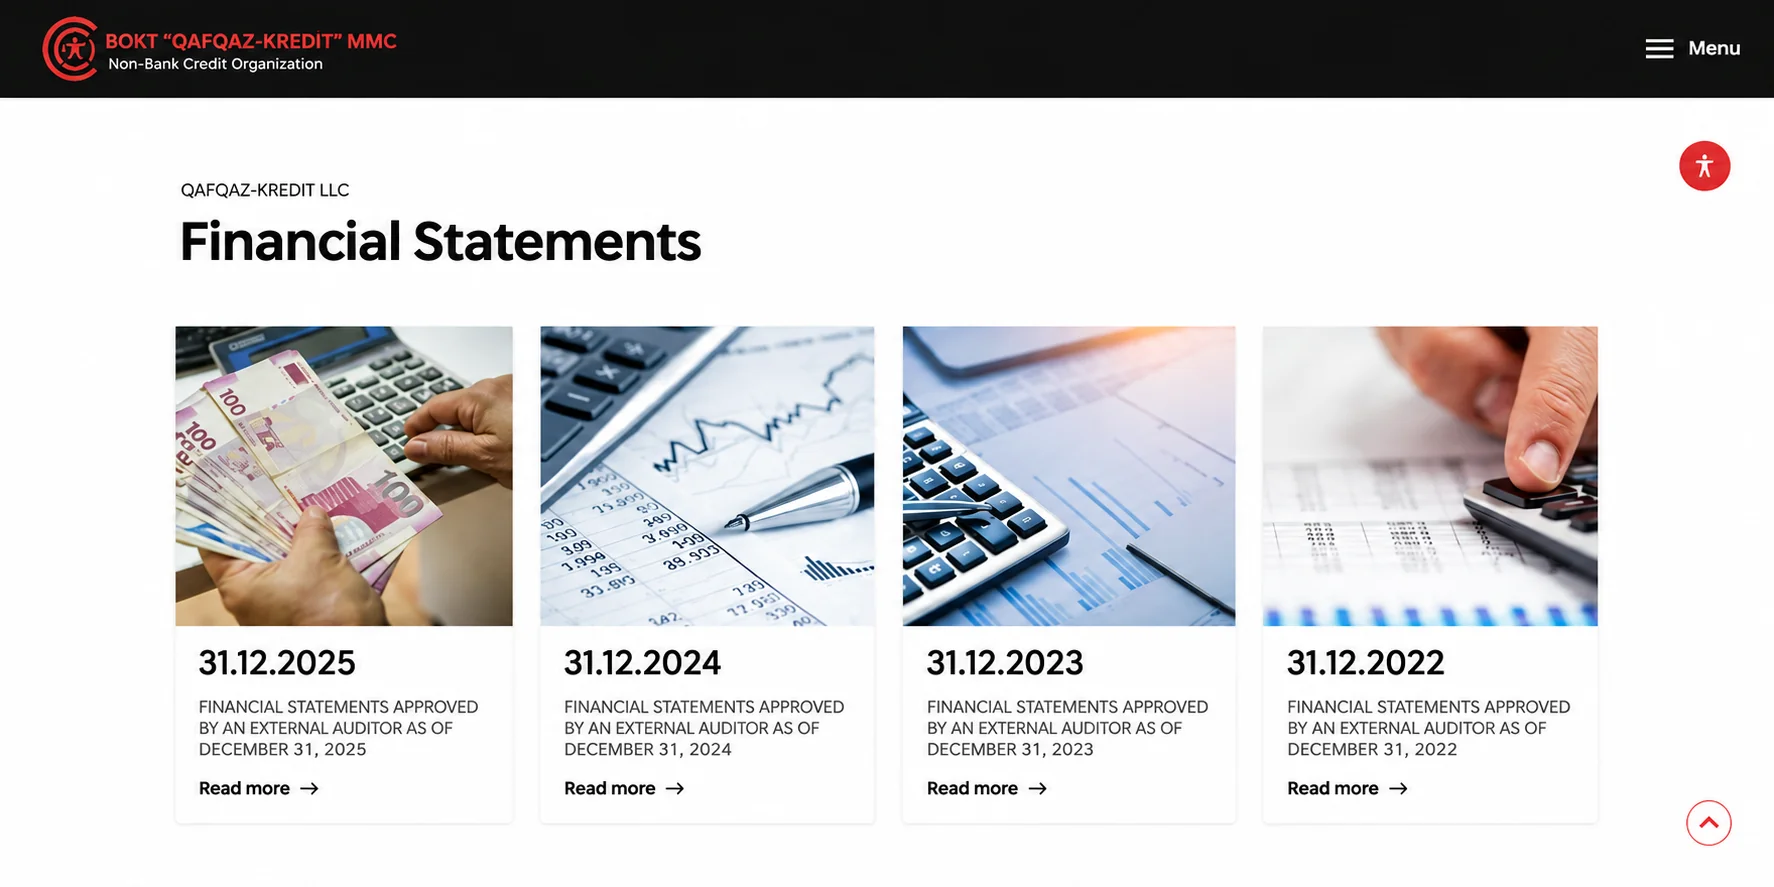 BOKT “QAFQAZ-KREDİT” MMC
Non-Bank Credit Organization
Menu
QAFQAZ-KREDIT LLC
Financial Statements
31.12.2025
FINANCIAL STATEMENTS APPROVED
BY AN EXTERNAL AUDITOR AS OF
DECEMBER 31, 2025
Read more
31.12.2024
FINANCIAL STATEMENTS APPROVED
BY AN EXTERNAL AUDITOR AS OF
DECEMBER 31, 2024
Read more
31.12.2023
FINANCIAL STATEMENTS APPROVED
BY AN EXTERNAL AUDITOR AS OF
DECEMBER 31, 2023
Read more
31.12.2022
FINANCIAL STATEMENTS APPROVED
BY AN EXTERNAL AUDITOR AS OF
DECEMBER 31, 2022
Read more
100
100
100